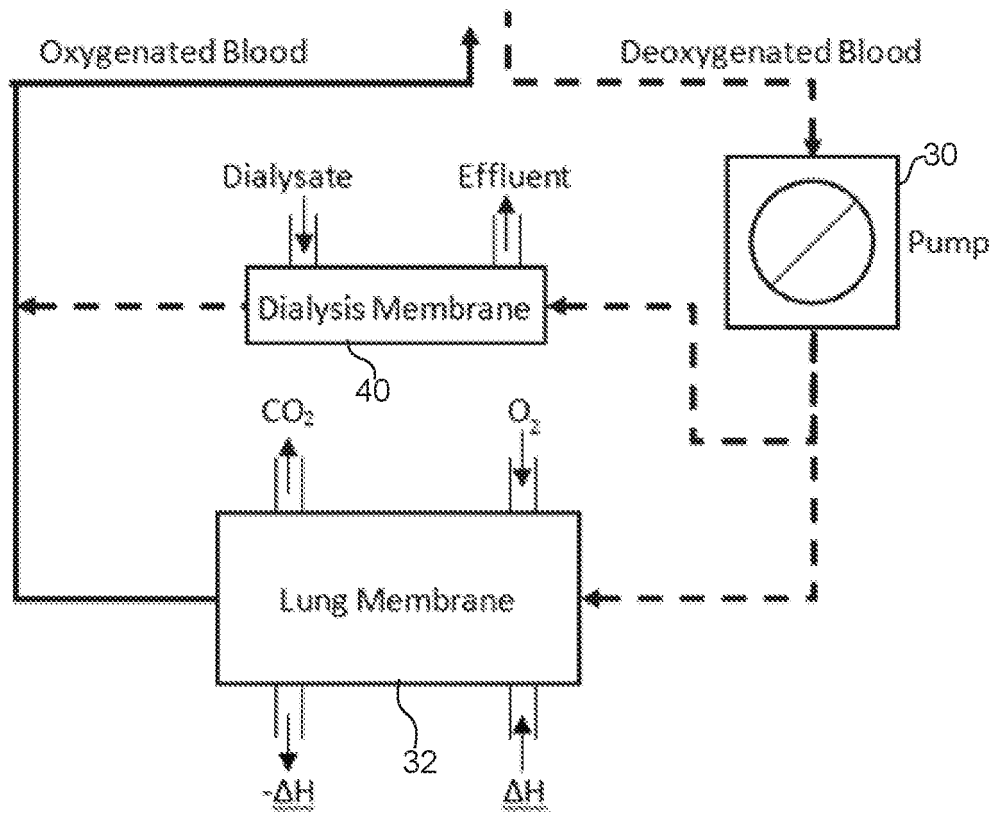 Oxygenated Blood
Deoxygenated Blood
30
Pump
Dialysate
Effluent
Dialysis Membrane
40
CO₂
O₂
Lung Membrane
32
-ΔH
ΔH